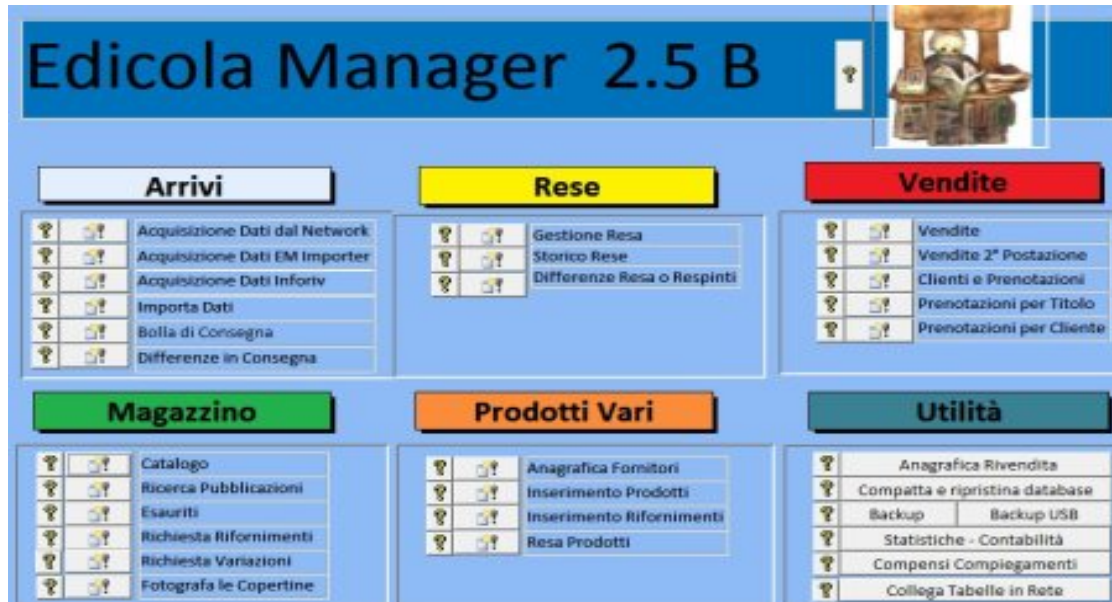 Edicola Manager 2.5 B
Arrivi
Acquisizione Dati dal Network
Acquisizione Dati EM Importer
Acquisizione Dati Inforiv
Importa Dati
Bolla di Consegna
Differenze in Consegna
Rese
Gestione Resa
Storico Rese
Differenze Resa o Respinti
Vendite
Vendite
Vendite 2° Postazione
Clienti e Prenotazioni
Prenotazioni per Titolo
Prenotazioni per Cliente
Magazzino
Catalogo
Ricerca Pubblicazioni
Esauriti
Richiesta Rifornimenti
Richiesta Variazioni
Fotografa le Copertine
Prodotti Vari
Anagrafica Fornitori
Inserimento Prodotti
Inserimento Rifornimenti
Resa Prodotti
Utilità
Anagrafica Rivendita
Compatta e ripristina database
Backup Backup USB
Statistiche - Contabilità
Compensi Compiegamenti
Collega Tabelle in Rete